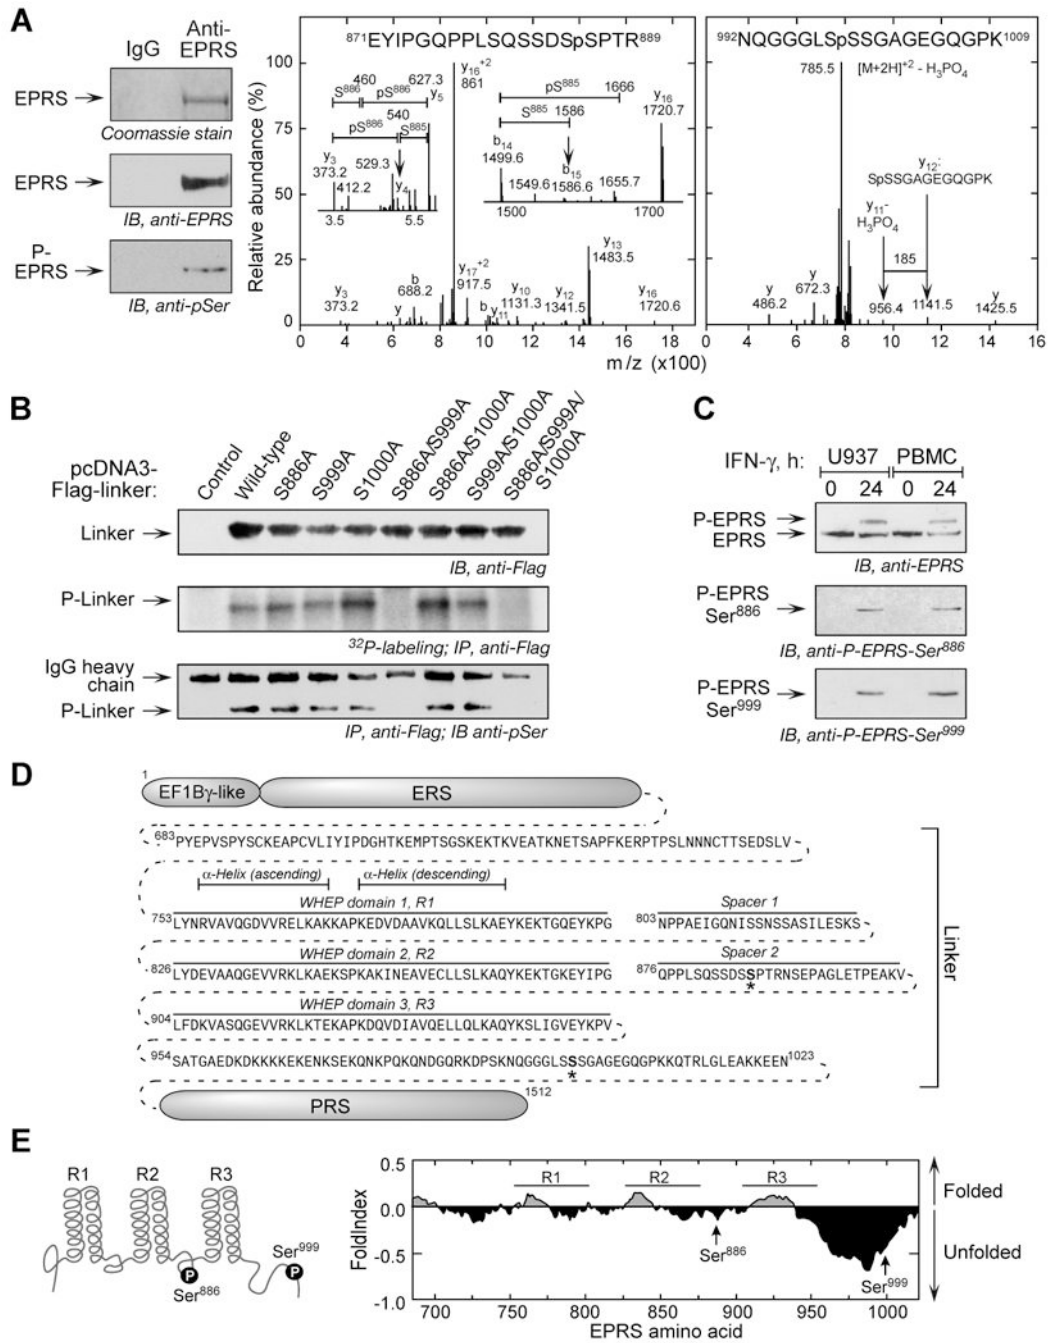 A
IgG
Anti-
EPRS
EPRS
Coomassie stain
EPRS
IB, anti-EPRS
P-
EPRS
IB, anti-pSer
Relative abundance (%)
100
75
50
25
0
871EYIPGQPPLSQSSDSpSPTR889
S886
460
pS886
627.3
y5
pS886
540
S885
y3
373.2
412.2
529.3
y4
3.5
5.5
y16+2
861
pS885
1666
S885
1586
b14
1499.6
1549.6
b15
1586.6
1655.7
y16
1720.7
1500
1700
y3
373.2
y
b
688.2
y17+2
917.5
b
y11
y10
1131.3
y12
1341.5
y13
1483.5
y16
1720.6
0 4 6 8 10 12 14 16 18
992NQGGGLSpSSGAGEGQGPK1009
785.5
[M+2H]+2 - H3PO4
y12:
SpSSGAGEGQGPK
y11-
H3PO4
185
y
486.2
y
672.3
956.4
1141.5
y
1425.5
0 4 6 8 10 12 14 16
m/z (x100)
B
pcDNA3-
Flag-linker:
Control
Wild-type
S886A
S999A
S1000A
S886A/S999A
S886A/S1000A
S999A/S1000A
S886A/S999A/
S1000A
Linker
IB, anti-Flag
P-Linker
32P-labeling; IP, anti-Flag
IgG heavy
chain
P-Linker
IP, anti-Flag; IB anti-pSer
C
IFN-γ, h:
U937 PBMC
0 24 0 24
P-EPRS
EPRS
IB, anti-EPRS
P-EPRS
Ser886
IB, anti-P-EPRS-Ser886
P-EPRS
Ser999
IB, anti-P-EPRS-Ser999
D
1
EF1Bγ-like
ERS
683PYEPVSPYSCKEAPCVLIYIPDGHTKEMPTSGSKEKTKVEATKNETSAPFKERPTPSLNNNCTTSEDSLV
α-Helix (ascending) α-Helix (descending)
WHEP domain 1, R1 Spacer 1
753LYNRVAVQGDVVRELKAKKAPKEDVDAAVKQLLSLKAEYKEKTGQEYKPG 803NPPAEIGQNISSNSSASILESKS
WHEP domain 2, R2 Spacer 2
826LYDEVAAQGEVVRKLKAEKSPKAKINEAVECLLSLKAQYKEKTGKEYIPG 876QPPLSQSSDSSPTRNSEPAGLETPEAKV
*
WHEP domain 3, R3
904LFDKVASQGEVVRKLKTEKAPKDQVDIAVQELLQLKAQYKSLIGVEYKPV
954SATGAEDKDKKKKEKENKSEKQNKPQKQNDGQRKDPSKNQGGGLSSSGAGEGQGPKKQTRLGLEAKKEEN1023
*
PRS
1512
Linker
E
R1 R2 R3
P
Ser886
Ser999
P
FoldIndex
0.5
0.0
-0.5
-1.0
R1 R2 R3
Ser886
Ser999
700 750 800 850 900 950 1000
EPRS amino acid
Folded
Unfolded